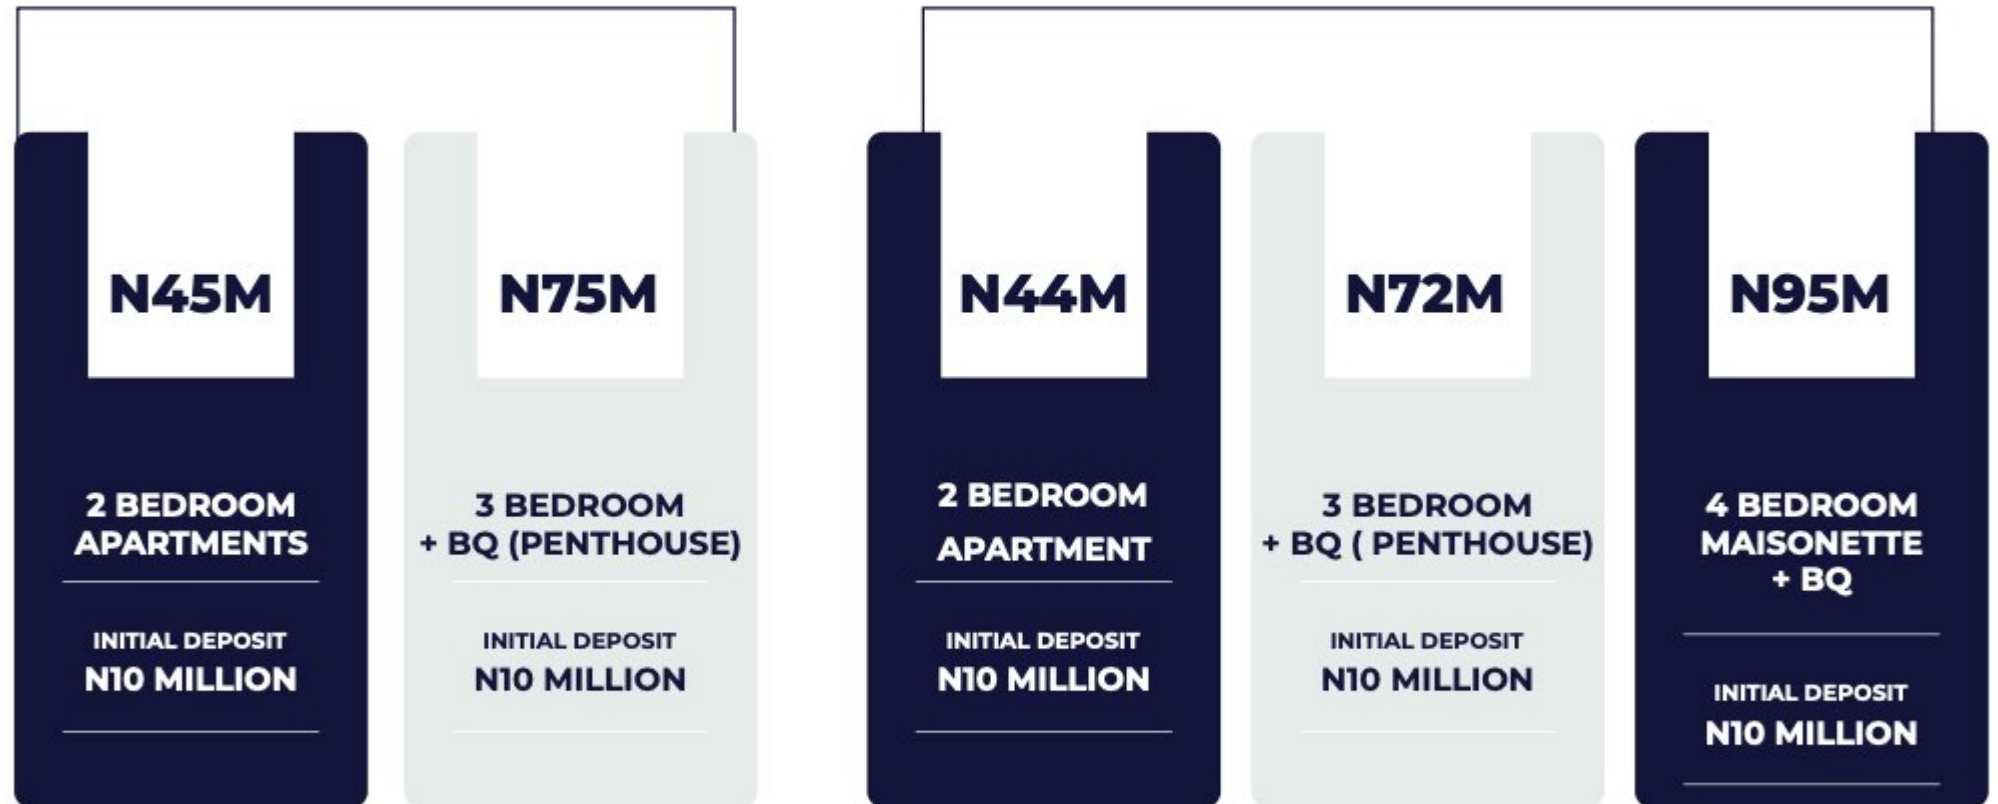 N45M
2 BEDROOM
APARTMENTS
INITIAL DEPOSIT
N10 MILLION
N75M
3 BEDROOM
+ BQ (PENTHOUSE)
INITIAL DEPOSIT
N10 MILLION
N44M
2 BEDROOM
APARTMENT
INITIAL DEPOSIT
N10 MILLION
N72M
3 BEDROOM
+ BQ ( PENTHOUSE)
INITIAL DEPOSIT
N10 MILLION
N95M
4 BEDROOM
MAISONETTE
+ BQ
INITIAL DEPOSIT
N10 MILLION